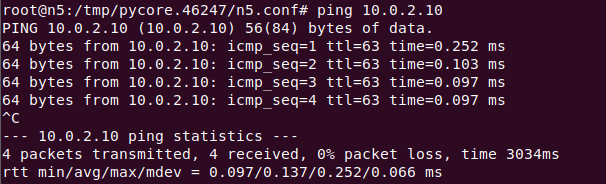 root@n5:/tmp/pycore.46247/n5.conf# ping 10.0.2.10
PING 10.0.2.10 (10.0.2.10) 56(84) bytes of data.
64 bytes from 10.0.2.10: icmp_seq=1 ttl=63 time=0.252 ms
64 bytes from 10.0.2.10: icmp_seq=2 ttl=63 time=0.103 ms
64 bytes from 10.0.2.10: icmp_seq=3 ttl=63 time=0.097 ms
64 bytes from 10.0.2.10: icmp_seq=4 ttl=63 time=0.097 ms
^C
--- 10.0.2.10 ping statistics ---
4 packets transmitted, 4 received, 0% packet loss, time 3034ms
rtt min/avg/max/mdev = 0.097/0.137/0.252/0.066 ms